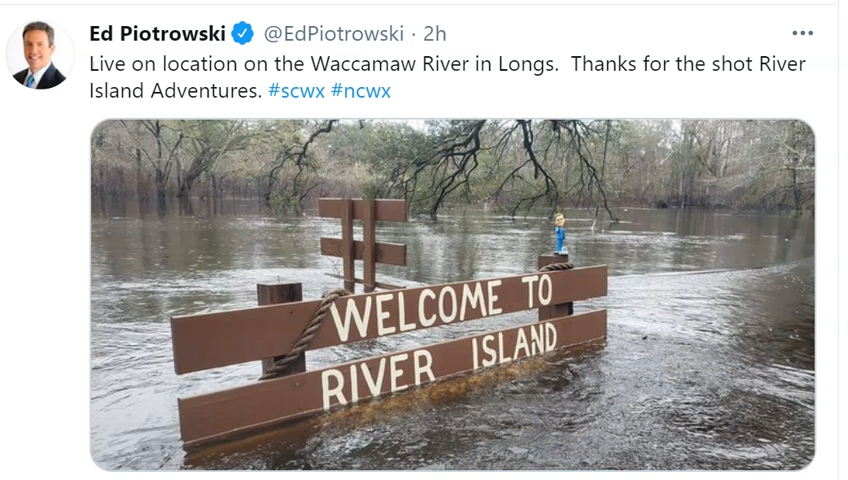 Ed Piotrowski @EdPiotrowski · 2h
Live on location on the Waccamaw River in Longs. Thanks for the shot River
Island Adventures. #scwx #ncwx
WELCOME TO
RIVER ISLAND